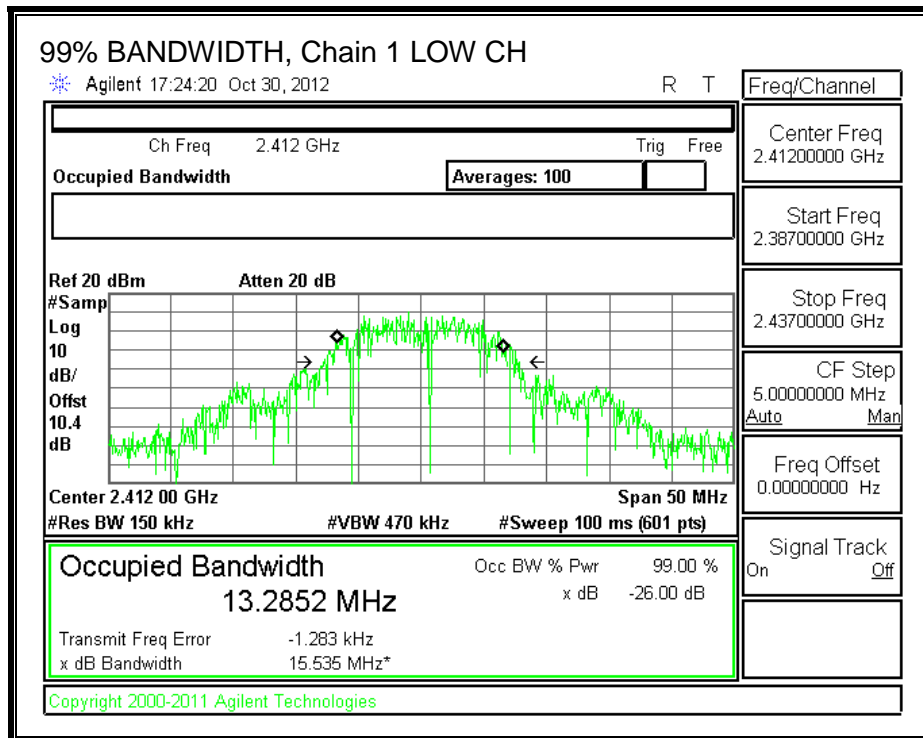 99% BANDWIDTH, Chain 1 LOW CH
Agilent 17:24:20 Oct 30, 2012 R T
Ch Freq 2.412 GHz Trig Free
Occupied Bandwidth Averages: 100
Ref 20 dBm Atten 20 dB
#Samp
Log
10
dB/
Offst
10.4
dB
Center 2.412 00 GHz Span 50 MHz
#Res BW 150 kHz #VBW 470 kHz #Sweep 100 ms (601 pts)
Occupied Bandwidth Occ BW % Pwr 99.00 %
13.2852 MHz x dB -26.00 dB
Transmit Freq Error -1.283 kHz
x dB Bandwidth 15.535 MHz*
Copyright 2000-2011 Agilent Technologies
Freq/Channel
Center Freq
2.41200000 GHz
Start Freq
2.38700000 GHz
Stop Freq
2.43700000 GHz
CF Step
5.00000000 MHz
Auto Man
Freq Offset
0.00000000 Hz
Signal Track
On Off